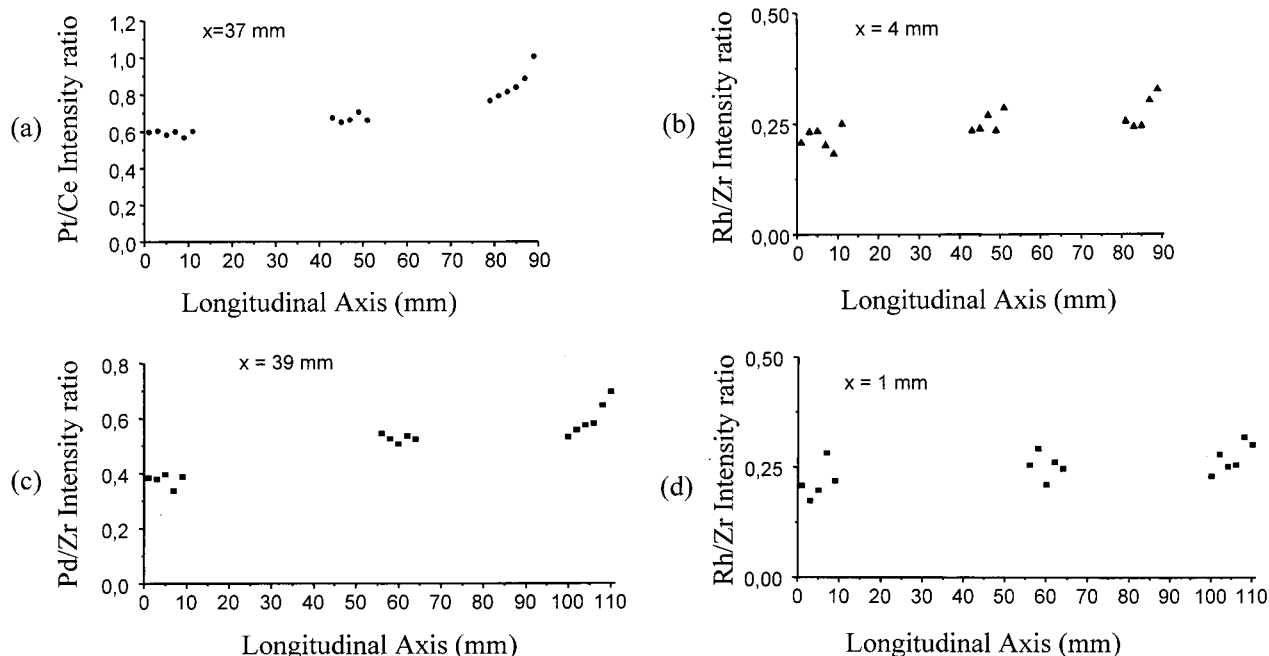 (a)
Pt/Ce Intensity ratio
1,2
1,0
0,8
0,6
0,4
0,2
0,0
x=37 mm
0 10 20 30 40 50 60 70 80 90
Longitudinal Axis (mm)
(b)
Rh/Zr Intensity ratio
0,50
0,25
0,00
x = 4 mm
0 10 20 30 40 50 60 70 80 90
Longitudinal Axis (mm)
(c)
Pd/Zr Intensity ratio
0,8
0,6
0,4
0,2
0,0
x = 39 mm
0 10 20 30 40 50 60 70 80 90 100 110
Longitudinal Axis (mm)
(d)
Rh/Zr Intensity ratio
0,50
0,25
0,00
x = 1 mm
0 10 20 30 40 50 60 70 80 90 100 110
Longitudinal Axis (mm)